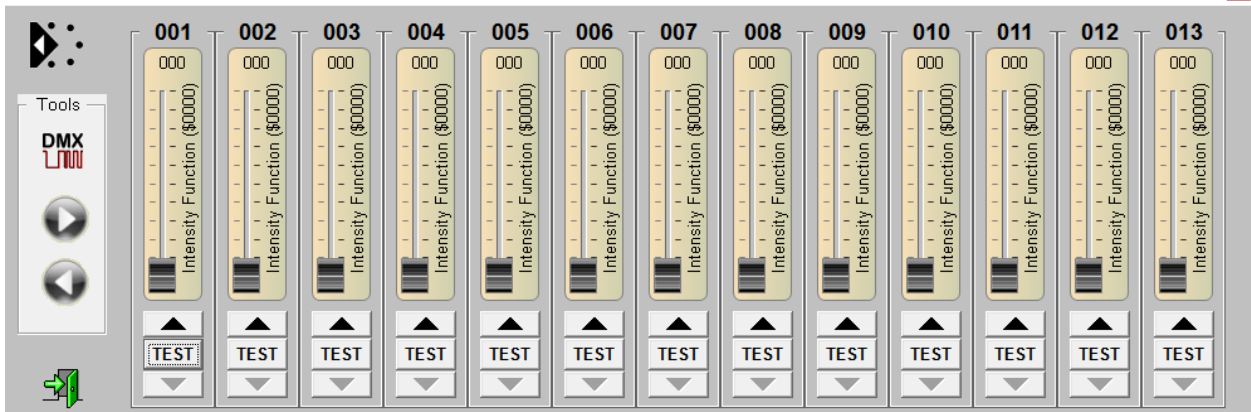 001 002 003 004 005 006 007 008 009 010 011 012 013
000 000 000 000 000 000 000 000 000 000 000 000 000
Tools
DMX
Intensity Function ($0000)
Intensity Function ($0000)
Intensity Function ($0000)
Intensity Function ($0000)
Intensity Function ($0000)
Intensity Function ($0000)
Intensity Function ($0000)
Intensity Function ($0000)
Intensity Function ($0000)
Intensity Function ($0000)
Intensity Function ($0000)
Intensity Function ($0000)
Intensity Function ($0000)
TEST TEST TEST TEST TEST TEST TEST TEST TEST TEST TEST TEST TEST